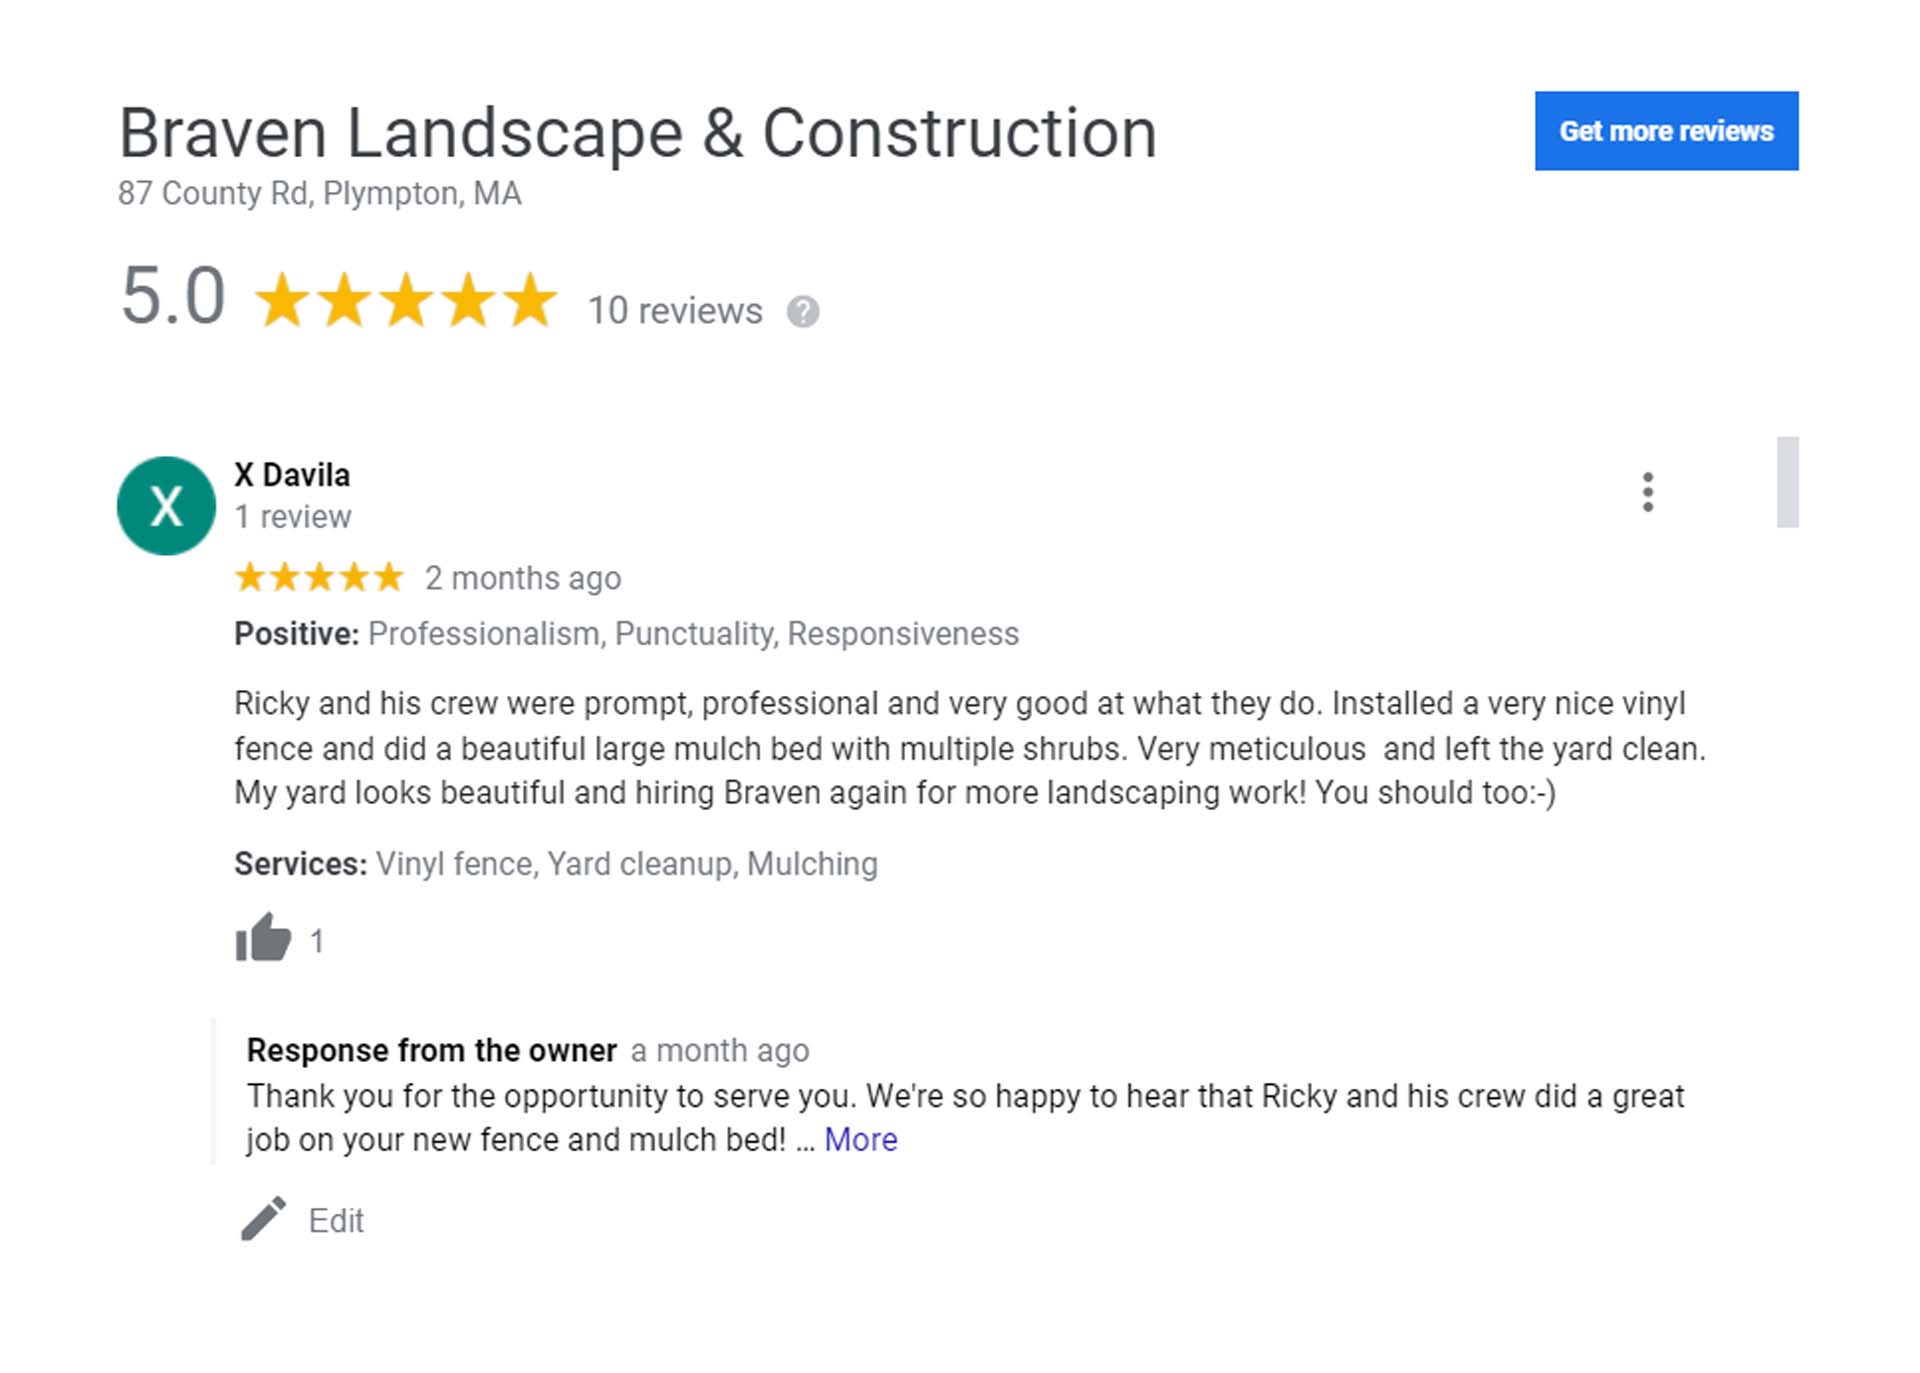 Braven Landscape & Construction
Get more reviews
87 County Rd, Plympton, MA
5.0
10 reviews
?
X
X Davila
1 review
2 months ago
Positive: Professionalism, Punctuality, Responsiveness
Ricky and his crew were prompt, professional and very good at what they do. Installed a very nice vinyl
fence and did a beautiful large mulch bed with multiple shrubs. Very meticulous  and left the yard clean.
My yard looks beautiful and hiring Braven again for more landscaping work! You should too:-)
Services: Vinyl fence, Yard cleanup, Mulching
1
Response from the owner a month ago
Thank you for the opportunity to serve you. We're so happy to hear that Ricky and his crew did a great
job on your new fence and mulch bed! ... More
Edit